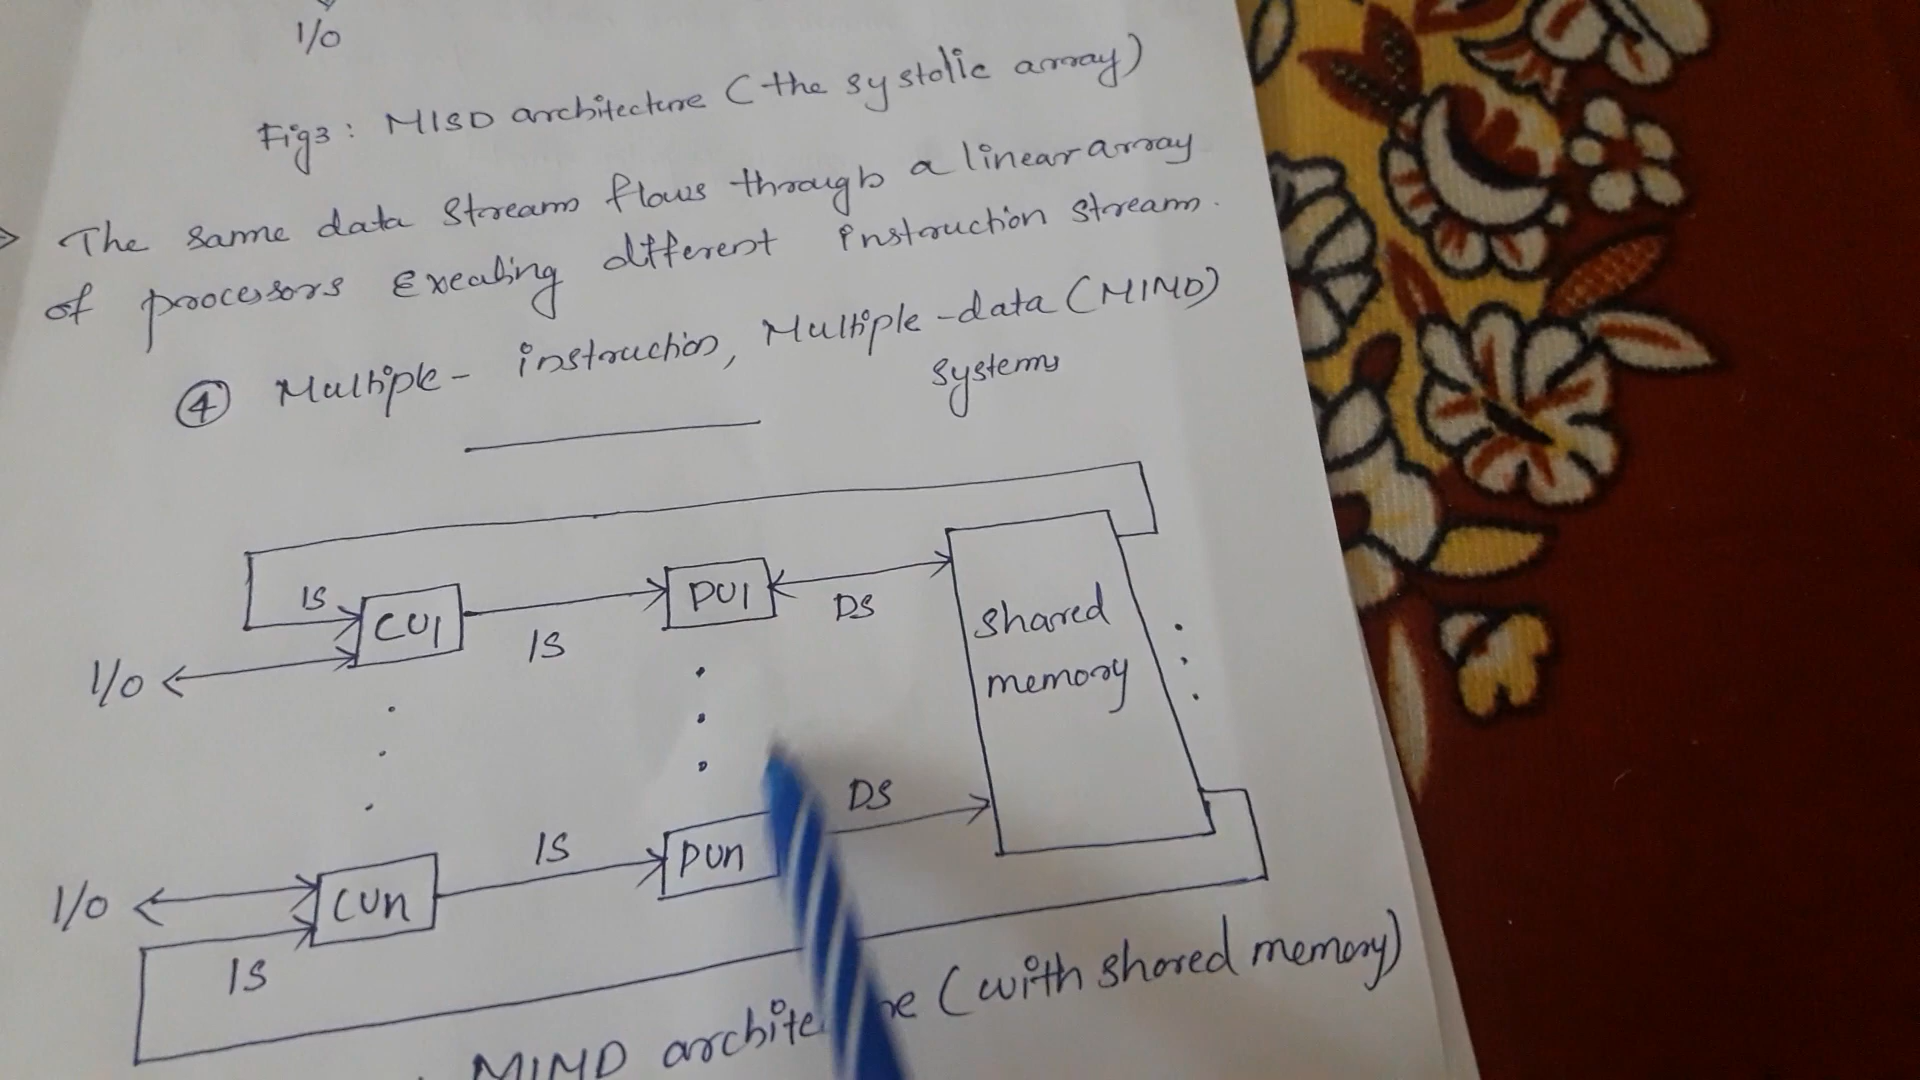 I/O
Fig3: MISD architecture (the systolic array)
The same data stream flows through a linear array
of processors Executing different instruction stream.
④ Multiple- instruction, Multiple-data (MIMD)
systems
IS
CU1
IS
PU1
DS
shared
memory
I/O
I/O
CUn
IS
IS
PUn
DS
MIMD archite re (with shared memory)